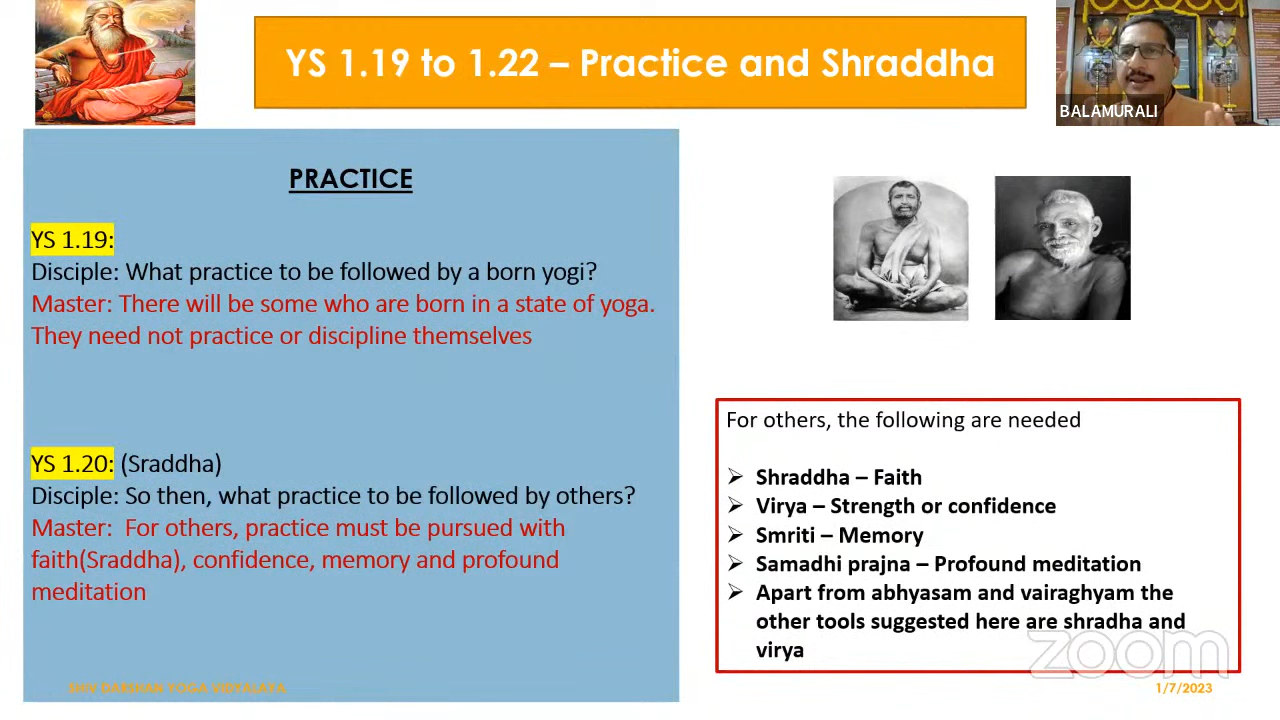 YS 1.19 to 1.22 – Practice and Shraddha
BALAMURALI
PRACTICE
YS 1.19:
Disciple: What practice to be followed by a born yogi?
Master: There will be some who are born in a state of yoga.
They need not practice or discipline themselves
YS 1.20: (Sraddha)
Disciple: So then, what practice to be followed by others?
Master:  For others, practice must be pursued with
faith(Sraddha), confidence, memory and profound
meditation
For others, the following are needed
➢ Shraddha – Faith
➢ Virya – Strength or confidence
➢ Smriti – Memory
➢ Samadhi prajna – Profound meditation
➢ Apart from abhyasam and vairaghyam the
other tools suggested here are shradha and
virya
zoom
SHIV DARSHAN YOGA VIDYALAYA
1/7/2023